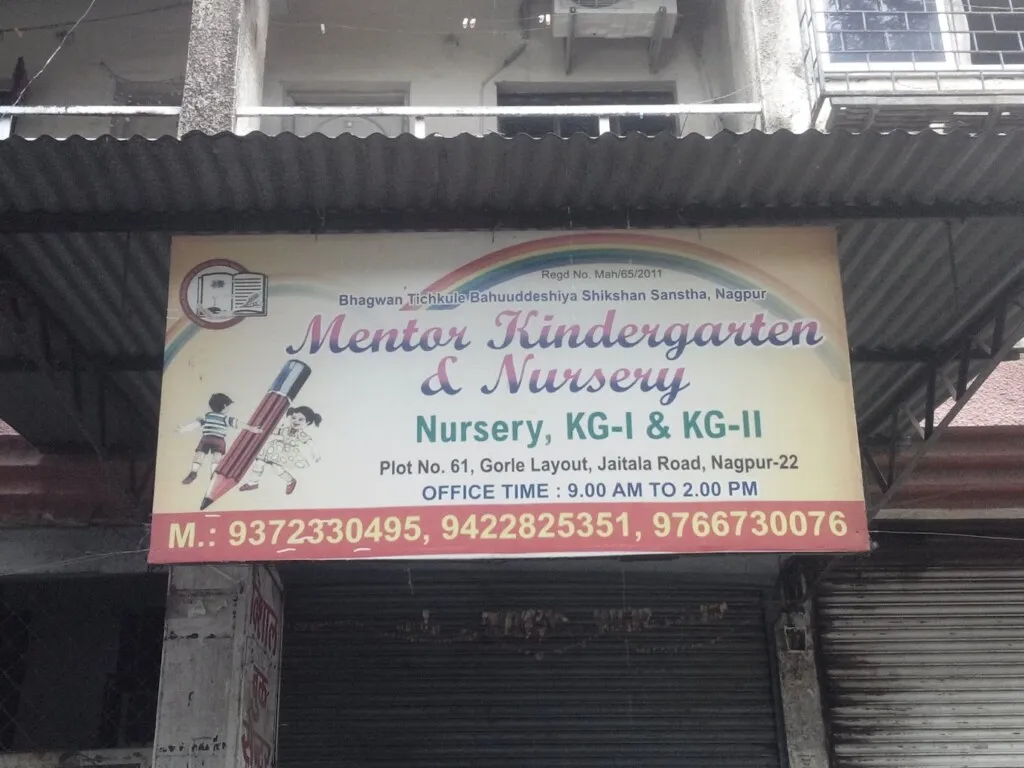 Regd No. Mah/65/2011
Bhagwan Tichkule Bahuuddeshiya Shikshan Sanstha, Nagpur
Mentor Kindergarten
& Nursery
Nursery, KG-I & KG-II
Plot No. 61, Gorle Layout, Jaitala Road, Nagpur-22
OFFICE TIME : 9.00 AM TO 2.00 PM
M.: 9372330495, 9422825351, 9766730076